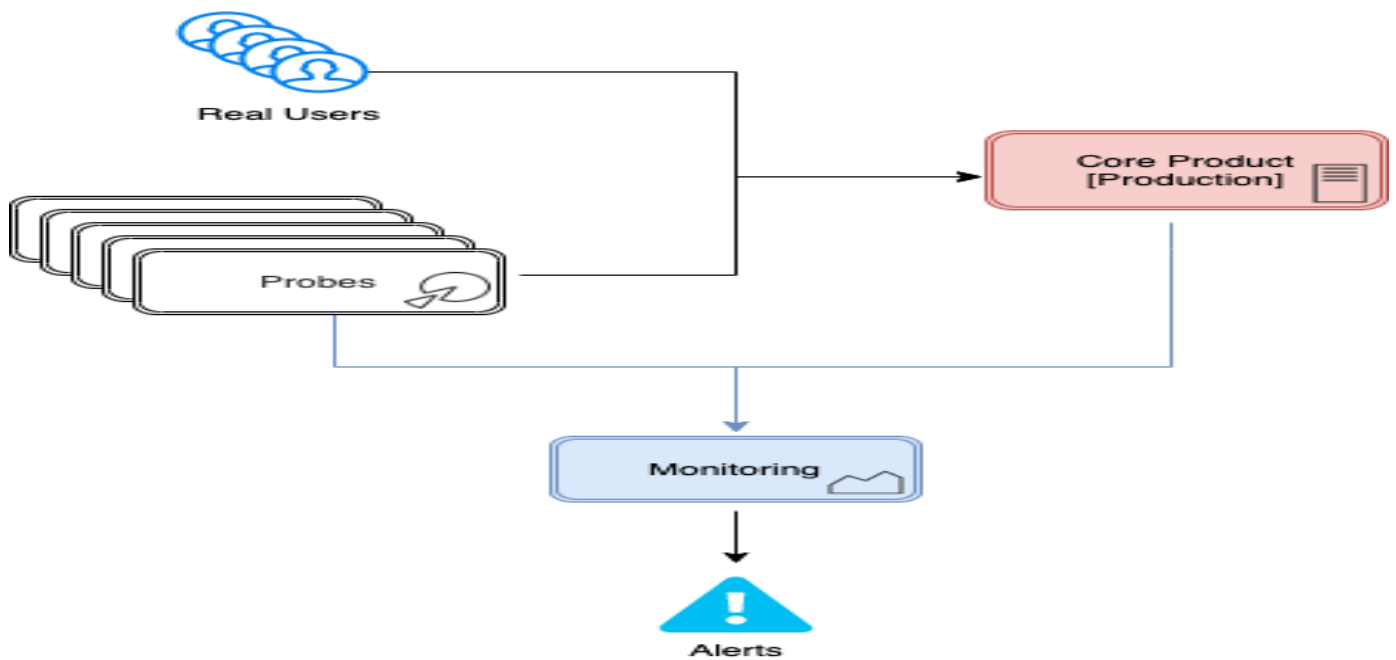 Real Users
Core Product
[Production]
Probes
Monitoring
Alerts